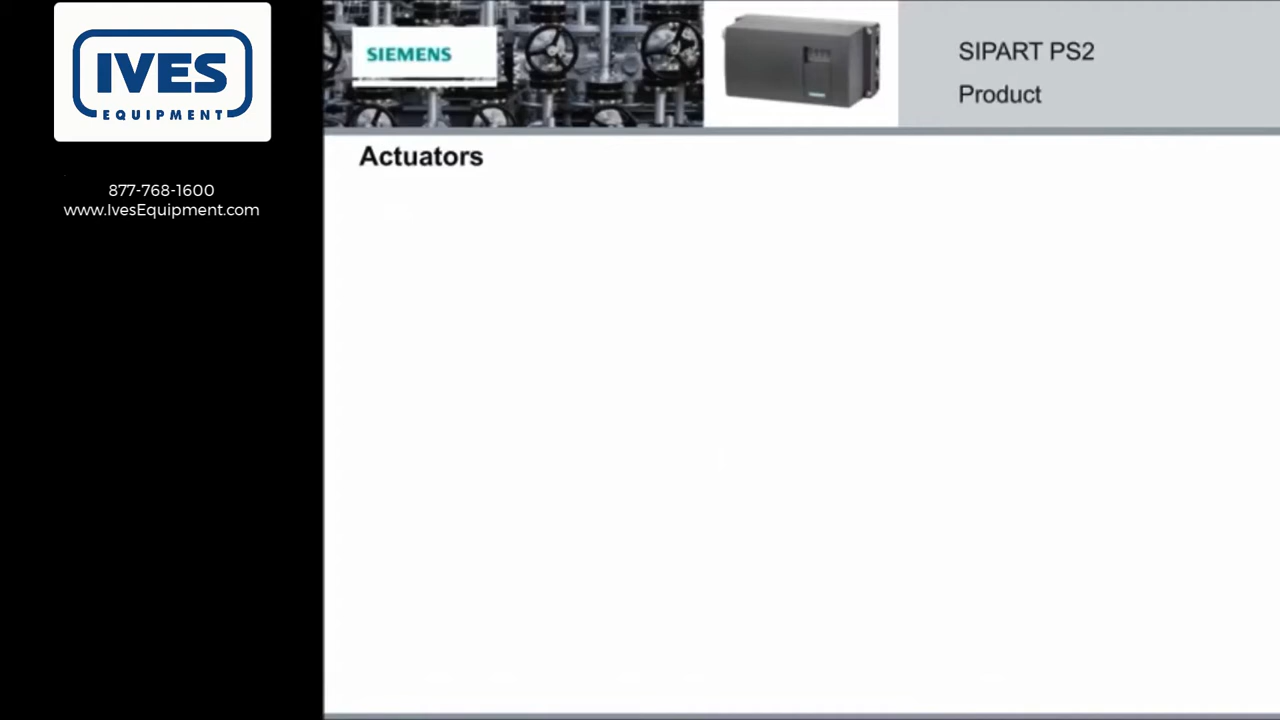 IVES
EQUIPMENT
877-768-1600
www.IvesEquipment.com
SIEMENS
SIPART PS2
Product
Actuators